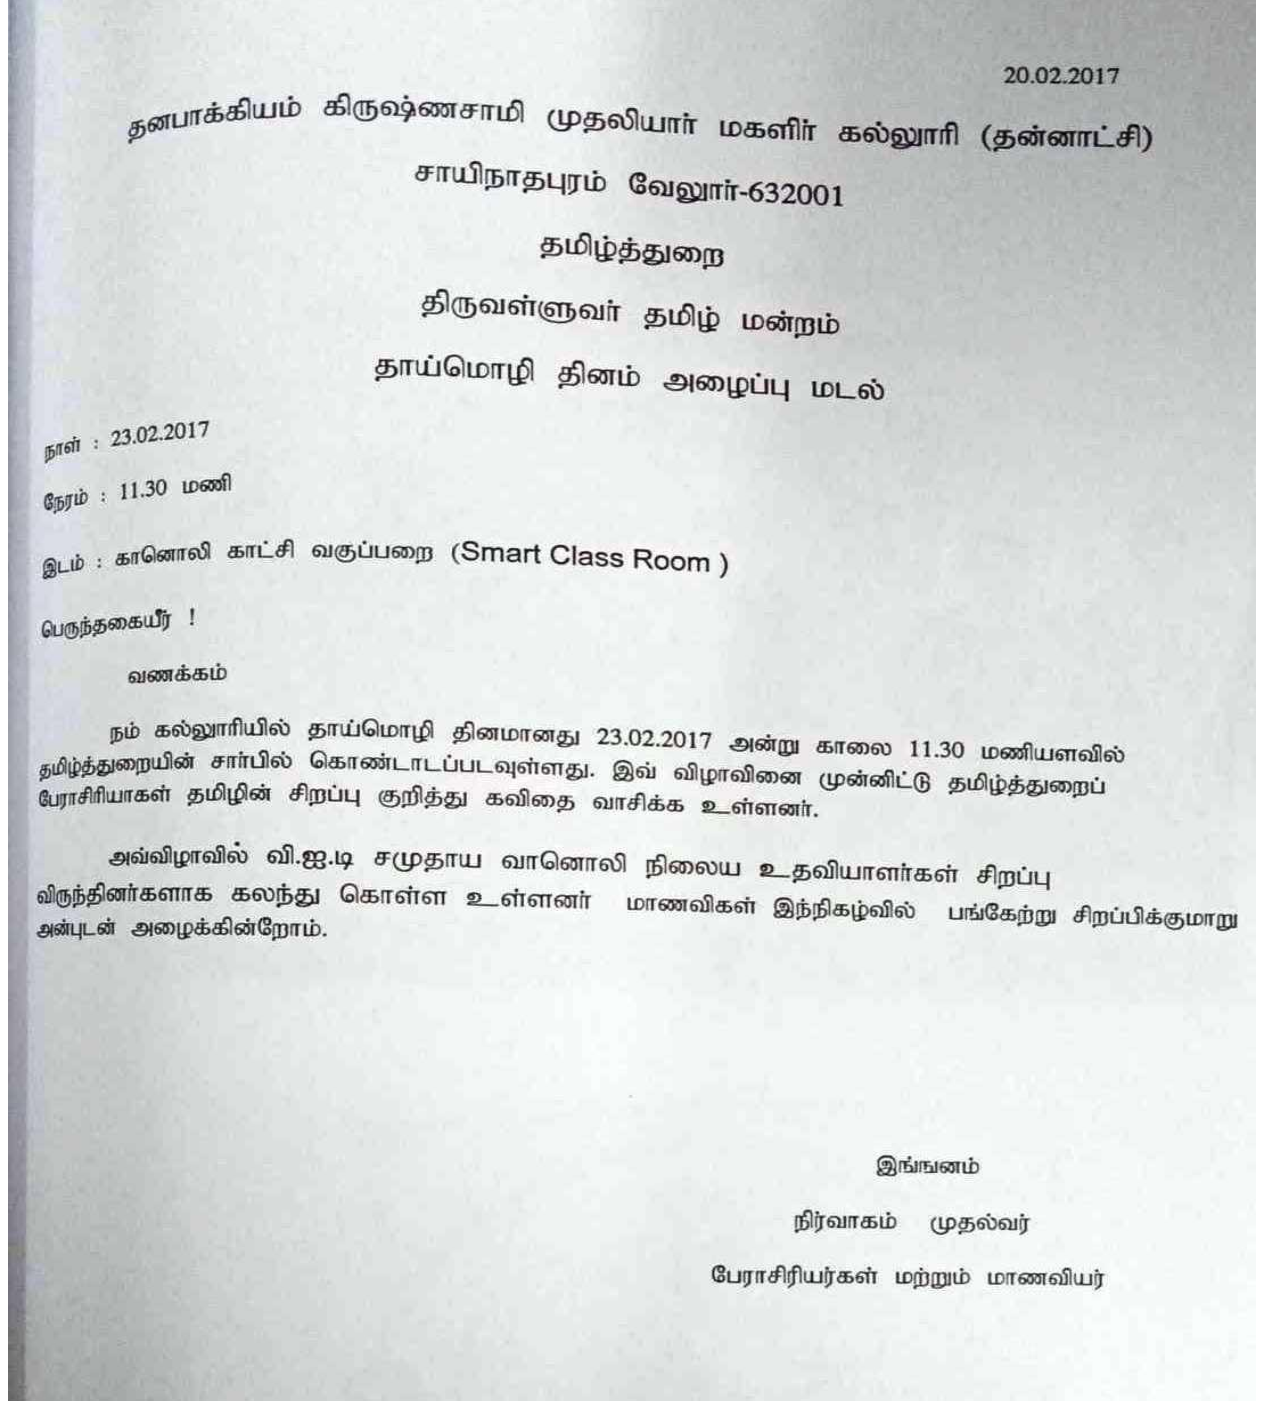 20.02.2017
தனபாக்கியம் கிருஷ்ணசாமி முதலியார் மகளிர் கல்லூரி (தன்னாட்சி)
சாயிநாதபுரம் வேலூர்-632001
தமிழ்த்துறை
திருவள்ளுவர் தமிழ் மன்றம்
தாய்மொழி தினம் அழைப்பு மடல்
நாள் : 23.02.2017
நேரம் : 11.30 மணி
இடம் : கானொலி காட்சி வகுப்பறை (Smart Class Room )
பெருந்தகையீர் !
வணக்கம்
நம் கல்லூரியில் தாய்மொழி தினமானது 23.02.2017 அன்று காலை 11.30 மணியளவில்
தமிழ்த்துறையின் சார்பில் கொண்டாடப்படவுள்ளது. இவ் விழாவினை முன்னிட்டு தமிழ்த்துறைப்
பேராசிரியாகள் தமிழின் சிறப்பு குறித்து கவிதை வாசிக்க உள்ளனர்.
அவ்விழாவில் வி.ஐ.டி சமுதாய வானொலி நிலைய உதவியாளர்கள் சிறப்பு
விருந்தினர்களாக கலந்து கொள்ள உள்ளனர் மாணவிகள் இந்நிகழ்வில் பங்கேற்று சிறப்பிக்குமாறு
அன்புடன் அழைக்கின்றோம்.
இங்ஙனம்
நிர்வாகம் முதல்வர்
பேராசிரியர்கள் மற்றும் மாணவியர்